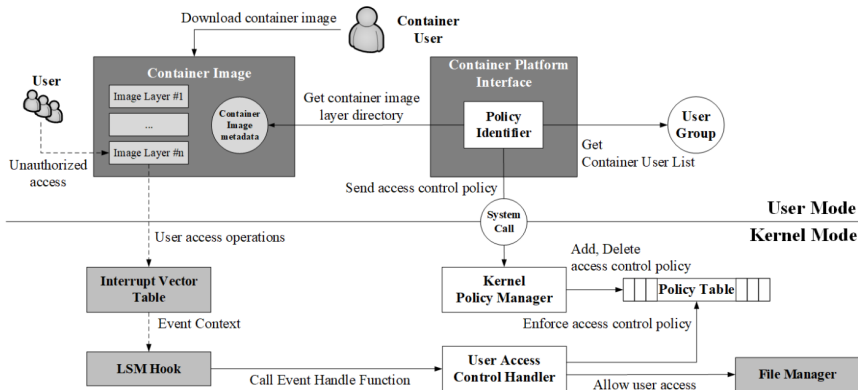 Download container image
Container
User
User
Container Image
Image Layer #1
...
Image Layer #n
Container
Image
metadata
Unauthorized
access
Get container image
layer directory
Container Platform
Interface
Policy
Identifier
User
Group
Get
Container User List
Send access control policy
System
Call
User Mode
Kernel Mode
User access operations
Interrupt Vector
Table
Event Context
LSM Hook
Call Event Handle Function
Kernel
Policy Manager
Add, Delete
access control policy
Policy Table
Enforce access control policy
User Access
Control Handler
Allow user access
File Manager